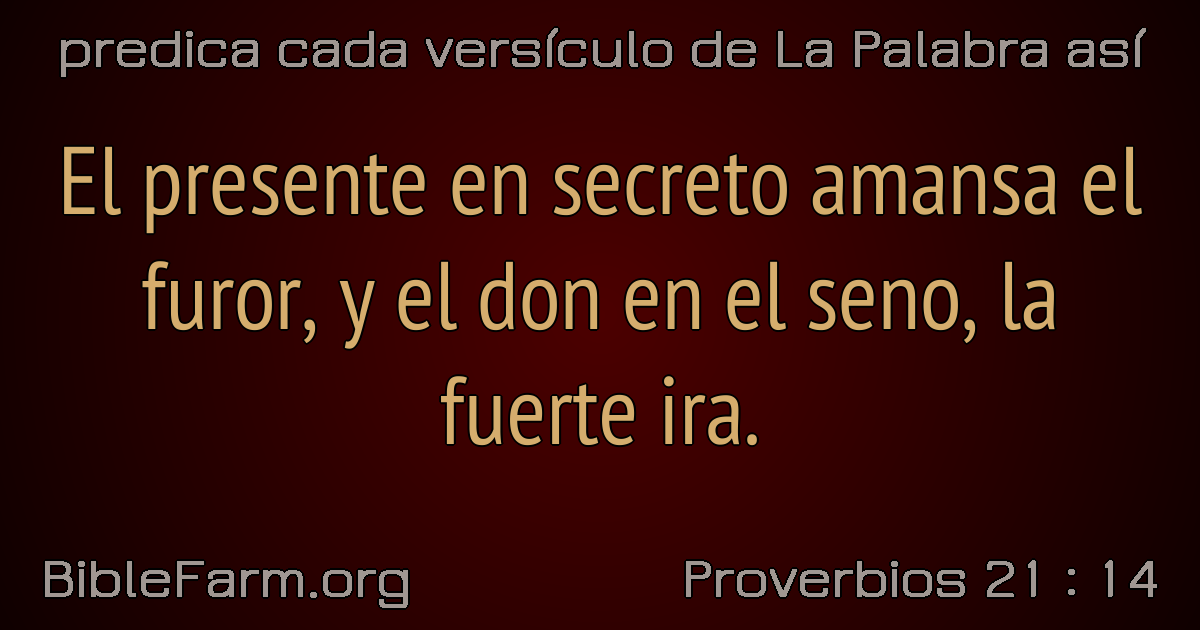 predica cada versículo de La Palabra así
El presente en secreto amansa el
furor, y el don en el seno, la
fuerte ira.
BibleFarm.org
Proverbios 21 : 14